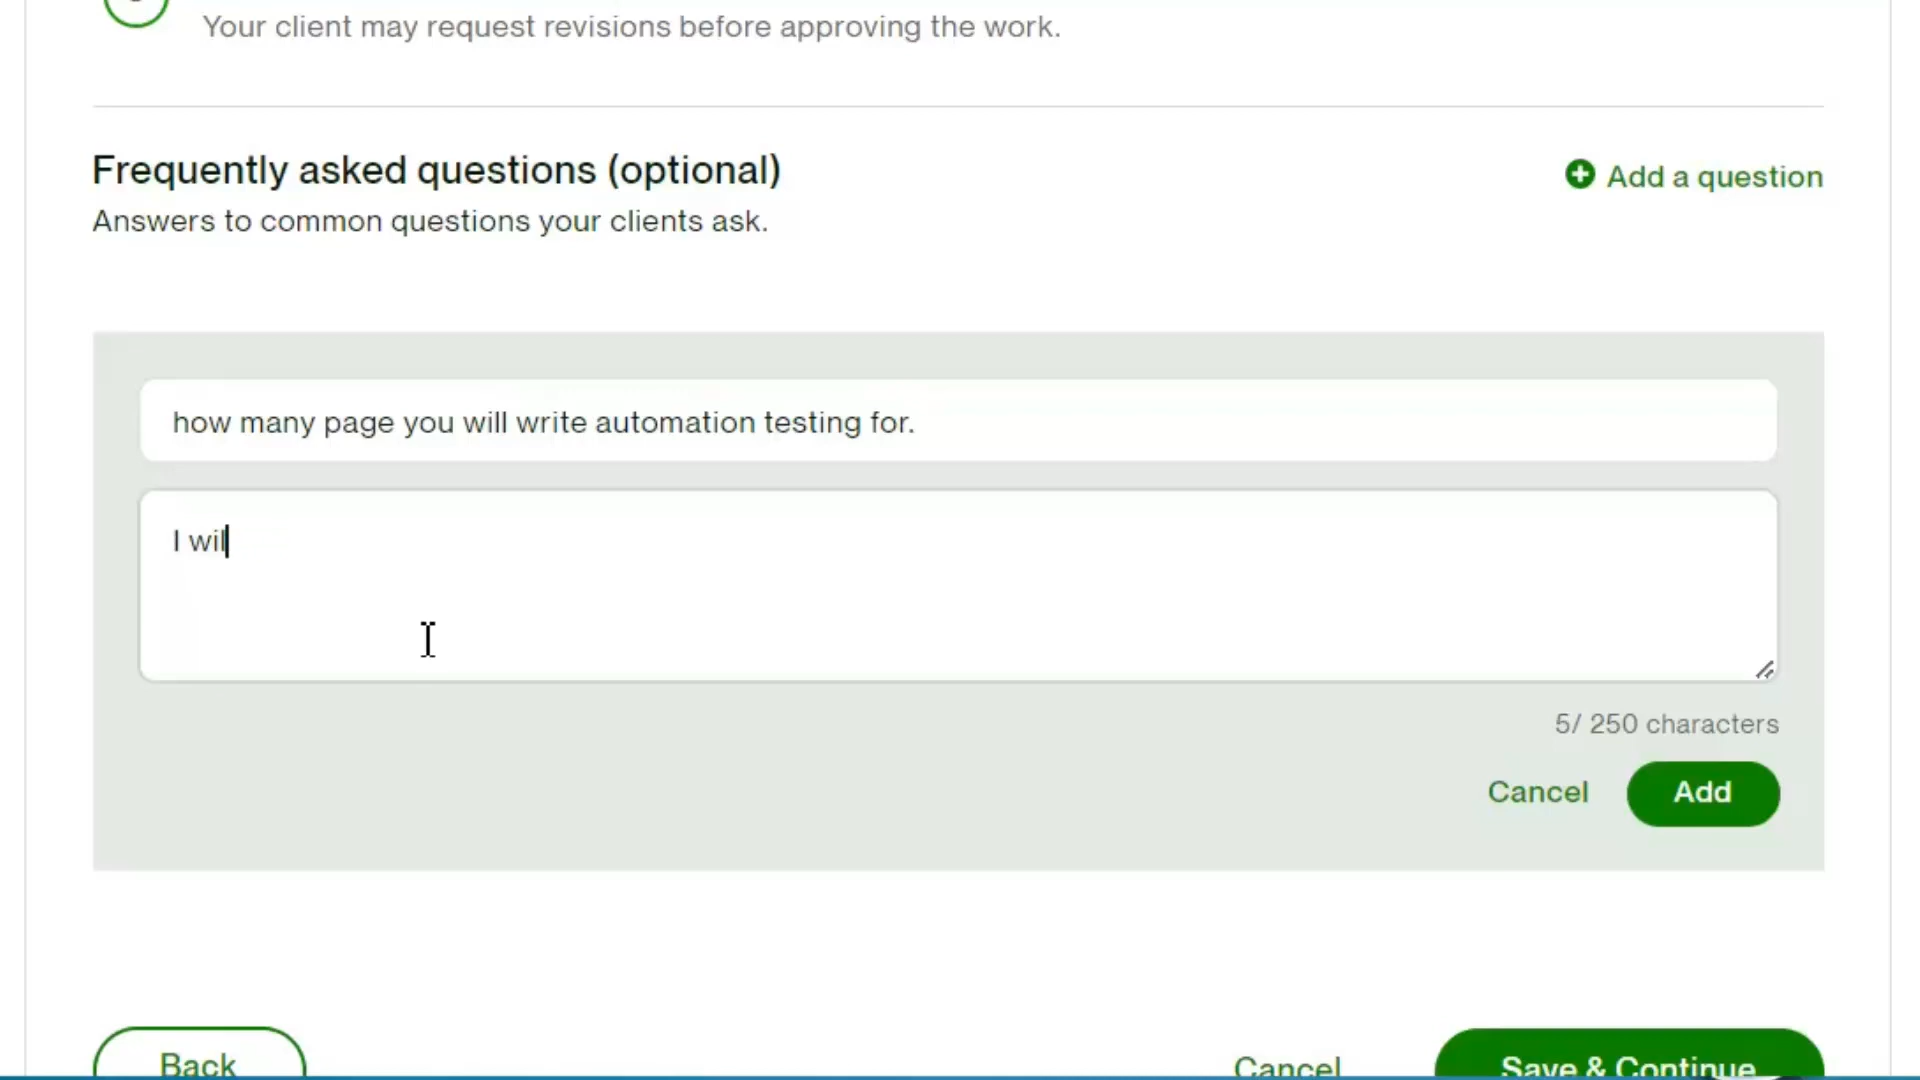 Your client may request revisions before approving the work.
Frequently asked questions (optional)
Add a question
Answers to common questions your clients ask.
how many page you will write automation testing for.
I wil
5/ 250 characters
Cancel
Add
Back
Cancel
Save & Continue